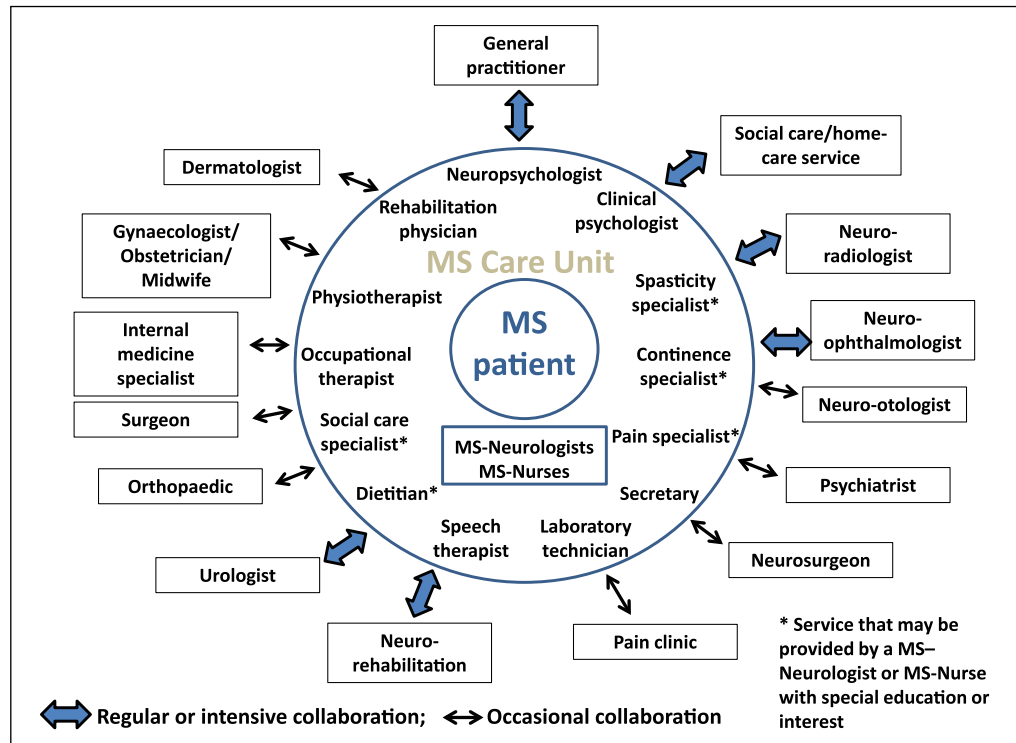 General
practitioner
Social care/home-
care service
Dermatologist
Neuropsychologist
Clinical
psychologist
Rehabilitation
physician
Gynaecologist/
Obstetrician/
Midwife
Neuro-
radiologist
MS Care Unit
Physiotherapist
Spasticity
specialist*
MS
patient
Internal
medicine
specialist
Occupational
therapist
Continence
specialist*
Neuro-
ophthalmologist
Surgeon
Social care
specialist*
Neuro-otologist
MS-Neurologists
MS-Nurses
Pain specialist*
Orthopaedic
Dietitian*
Secretary
Psychiatrist
Speech
therapist
Laboratory
technician
Urologist
Neurosurgeon
Neuro-
rehabilitation
Pain clinic
* Service that may be
provided by a MS–
Neurologist or MS-Nurse
with special education or
interest
Regular or intensive collaboration;
Occasional collaboration